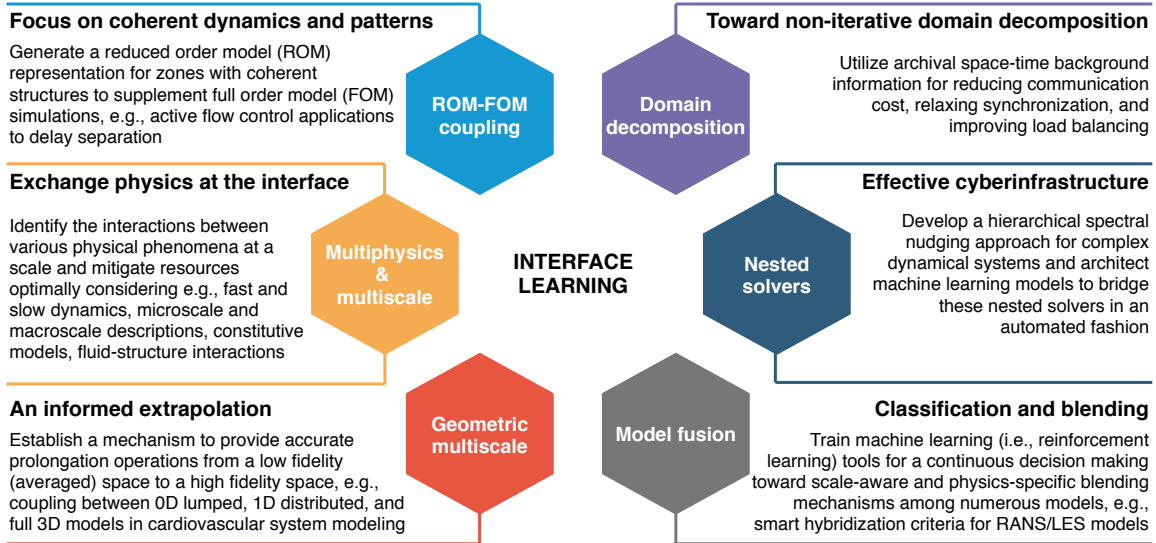 Focus on coherent dynamics and patterns
Generate a reduced order model (ROM)
representation for zones with coherent
structures to supplement full order model (FOM)
simulations, e.g., active flow control applications
to delay separation
ROM-FOM
coupling
Toward non-iterative domain decomposition
Utilize archival space-time background
information for reducing communication
cost, relaxing synchronization, and
improving load balancing
Domain
decomposition
Exchange physics at the interface
Identify the interactions between
various physical phenomena at a
scale and mitigate resources
optimally considering e.g., fast and
slow dynamics, microscale and
macroscale descriptions, constitutive
models, fluid-structure interactions
Multiphysics
&
multiscale
INTERFACE
LEARNING
Effective cyberinfrastructure
Develop a hierarchical spectral
nudging approach for complex
dynamical systems and architect
machine learning models to bridge
these nested solvers in an
automated fashion
Nested
solvers
An informed extrapolation
Establish a mechanism to provide accurate
prolongation operations from a low fidelity
(averaged) space to a high fidelity space, e.g.,
coupling between 0D lumped, 1D distributed, and
full 3D models in cardiovascular system modeling
Geometric
multiscale
Model fusion
Classification and blending
Train machine learning (i.e., reinforcement
learning) tools for a continuous decision making
toward scale-aware and physics-specific blending
mechanisms among numerous models, e.g.,
smart hybridization criteria for RANS/LES models